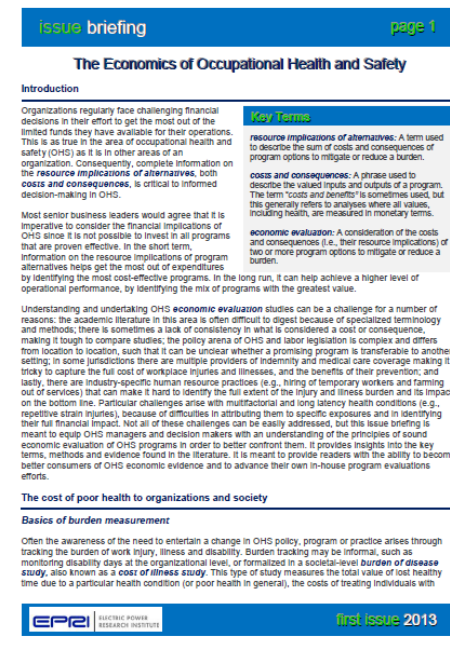 issue briefing
page 1
The Economics of Occupational Health and Safety
Introduction
Organizations regularly face challenging financial
decisions in their effort to get the most out of the
limited funds they have available for their operations.
This is as true in the area of occupational health and
safety (OHS) as it is in other areas of an
organization. Consequently, complete information on
the resource implications of alternatives, both
costs and consequences, is critical to informed
decision-making in OHS.
Most senior business leaders would agree that it is
imperative to consider the financial implications of
OHS since it is not possible to invest in all programs
that are proven effective. In the short term,
information on the resource implications of program
alternatives helps get the most out of expenditures
by identifying the most cost-effective programs. In the long run, it can help achieve a higher level of
operational performance, by identifying the mix of programs with the greatest value.
Key Terms
resource implications of alternatives: A term used
to describe the sum of costs and consequences of
program options to mitigate or reduce a burden.
costs and consequences: A phrase used to
describe the valued inputs and outputs of a program.
The term "costs and benefits" is sometimes used, but
this generally refers to analyses where all values,
including health, are measured in monetary terms.
economic evaluation: A consideration of the costs
and consequences (i.e., their resource implications) of
two or more program options to mitigate or reduce a
burden.
Understanding and undertaking OHS economic evaluation studies can be a challenge for a number of
reasons: the academic literature in this area is often difficult to digest because of specialized terminology
and methods; there is sometimes a lack of consistency in what is considered a cost or consequence,
making it tough to compare studies; the policy arena of OHS and labor legislation is complex and differs
from location to location, such that it can be unclear whether a promising program is transferable to another
setting; in some jurisdictions there are multiple providers of indemnity and medical care coverage making it
tricky to capture the full cost of workplace injuries and illnesses, and the benefits of their prevention; and
lastly, there are industry-specific human resource practices (e.g., hiring of temporary workers and farming
out of services) that can make it hard to identify the full extent of the injury and illness burden and its impac
on the bottom line. Particular challenges arise with multifactorial and long latency health conditions (e.g.,
repetitive strain injuries), because of difficulties in attributing them to specific exposures and in identifying
their full financial impact. Not all of these challenges can be easily addressed, but this issue briefing is
meant to equip OHS managers and decision makers with an understanding of the principles of sound
economic evaluation of OHS programs in order to better confront them. It provides insights into the key
terms, methods and evidence found in the literature. It is meant to provide readers with the ability to becom
better consumers of OHS economic evidence and to advance their own in-house program evaluations
efforts.
The cost of poor health to organizations and society
Basics of burden measurement
Often the awareness of the need to entertain a change in OHS policy, program or practice arises through
tracking the burden of work injury, illness and disability. Burden tracking may be informal, such as
monitoring disability days at the organizational level, or formalized in a societal-level burden of disease
study, also known as a cost of illness study. This type of study measures the total value of lost healthy
time due to a particular health condition (or poor health in general), the costs of treating individuals with
EPRI
ELECTRIC POWER
RESEARCH INSTITUTE
first issue 2013